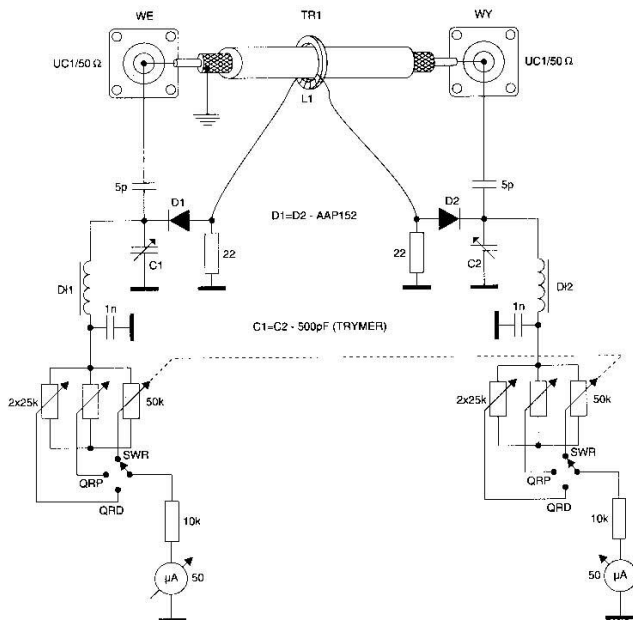 WE
TR1
WY
UC1/50 Ω
UC1/50 Ω
L1
5p
5p
D1
D2
D1=D2 - AAP152
22
22
C1
C2
Dł1
Dł2
1n
1n
C1=C2 - 500pF (TRYMER)
2x25k
50k
2x25k
50k
SWR
SWR
QRP
QRP
QRD
QRD
10k
10k
µA
50
50
µA